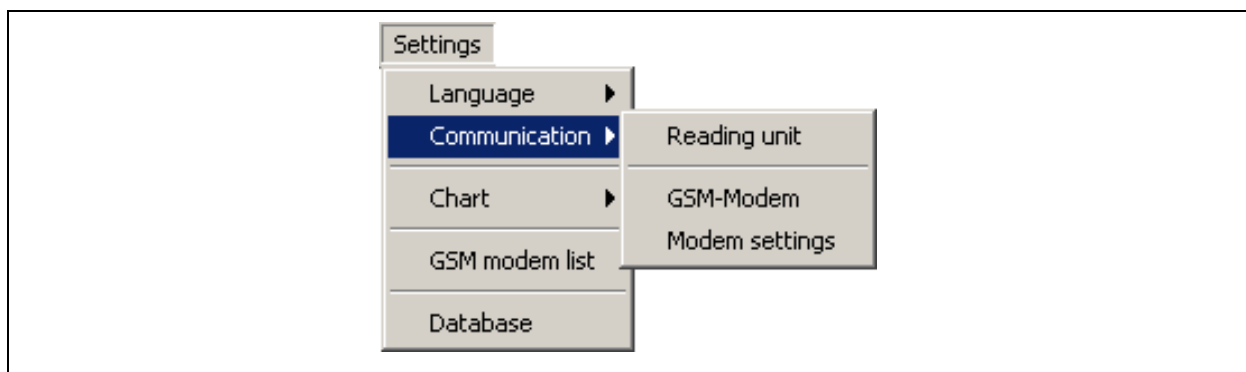 Settings
Language
Communication
Chart
GSM modem list
Database
Reading unit
GSM-Modem
Modem settings